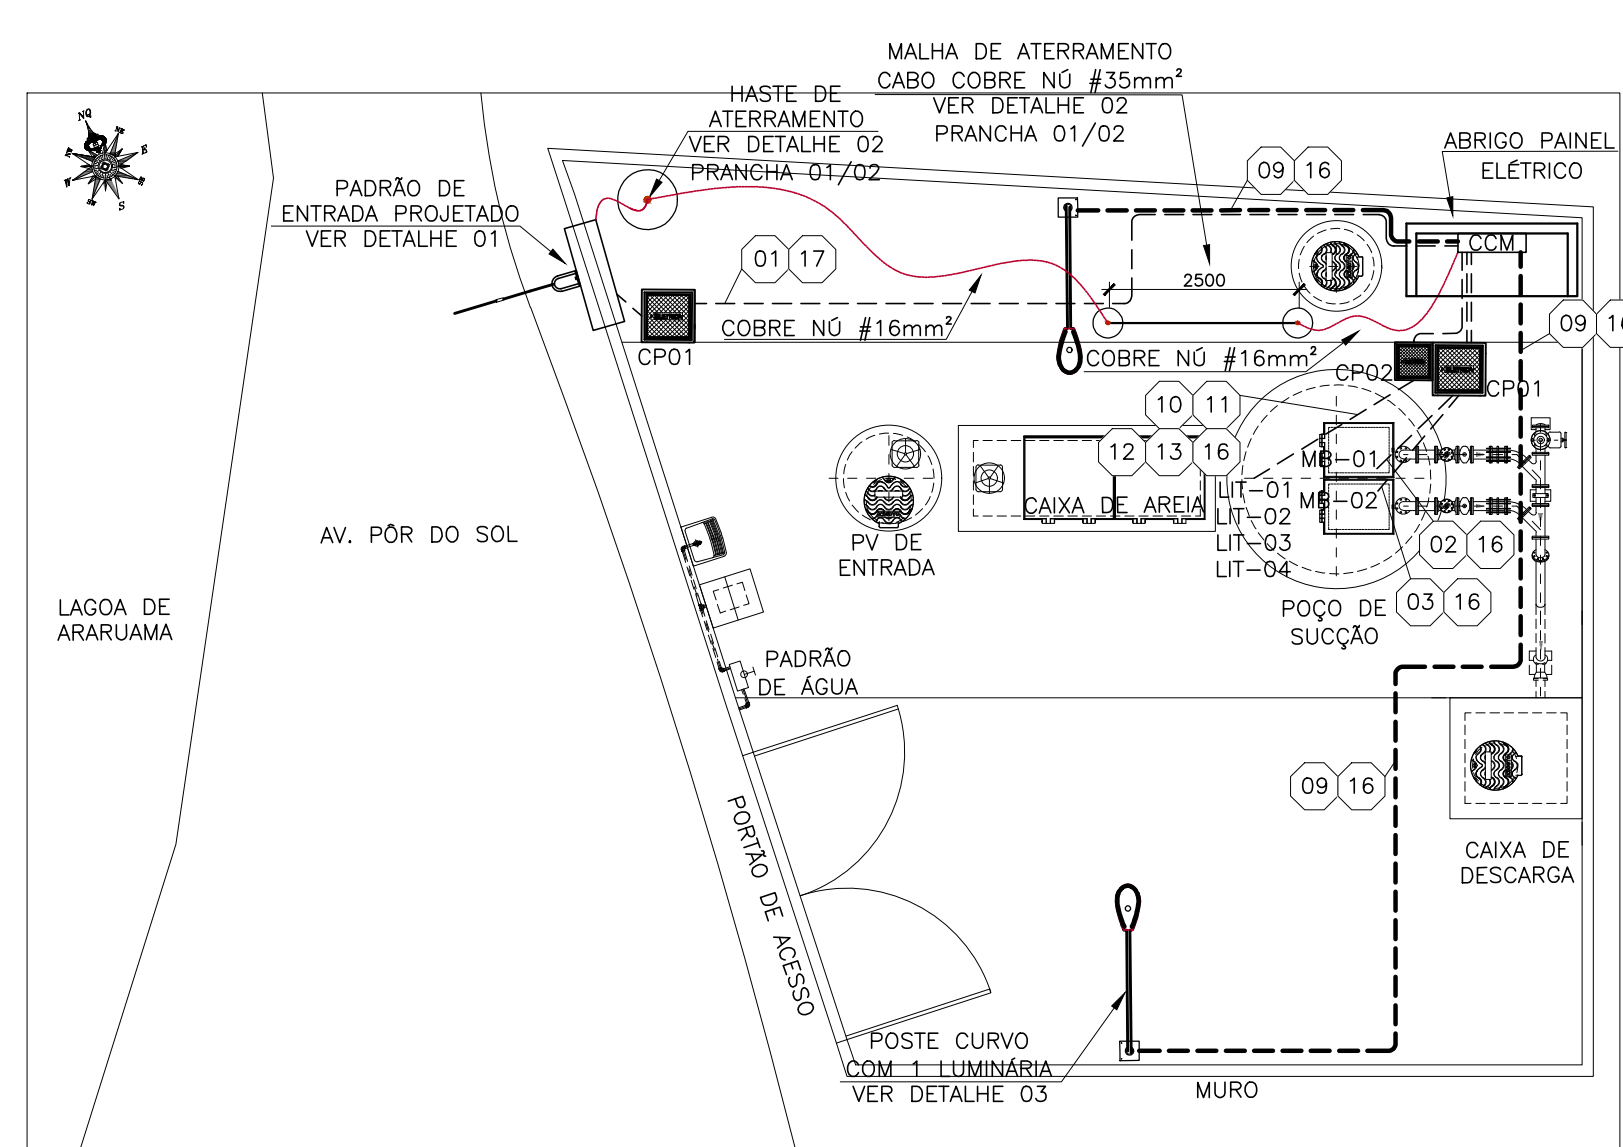 MALHA DE ATERRAMENTO
CABO COBRE NÚ #35mm²
VER DETALHE 02
PRANCHA 01/02
HASTE DE
ATERRAMENTO
VER DETALHE 02
PRANCHA 01/02
ABRIGO PAINEL
ELÉTRICO
NQ
NE
E
SE
S
SW
W
PADRÃO DE
ENTRADA PROJETADO
VER DETALHE 01
09 16
01 17
CCM
2500
COBRE NÚ #16mm²
CP01
COBRE NÚ #16mm²
09 16
CP02
CP01
10 11
12 13 16
MB-01
MB-02
LIT-01
LIT-02
LIT-03
LIT-04
CAIXA DE AREIA
PV DE
ENTRADA
02 16
03 16
POÇO DE
SUCÇÃO
AV. PÔR DO SOL
LAGOA DE
ARARUAMA
PADRÃO
DE ÁGUA
09 16
PORTÃO DE ACESSO
CAIXA DE
DESCARGA
POSTE CURVO
COM 1 LUMINÁRIA
VER DETALHE 03
MURO